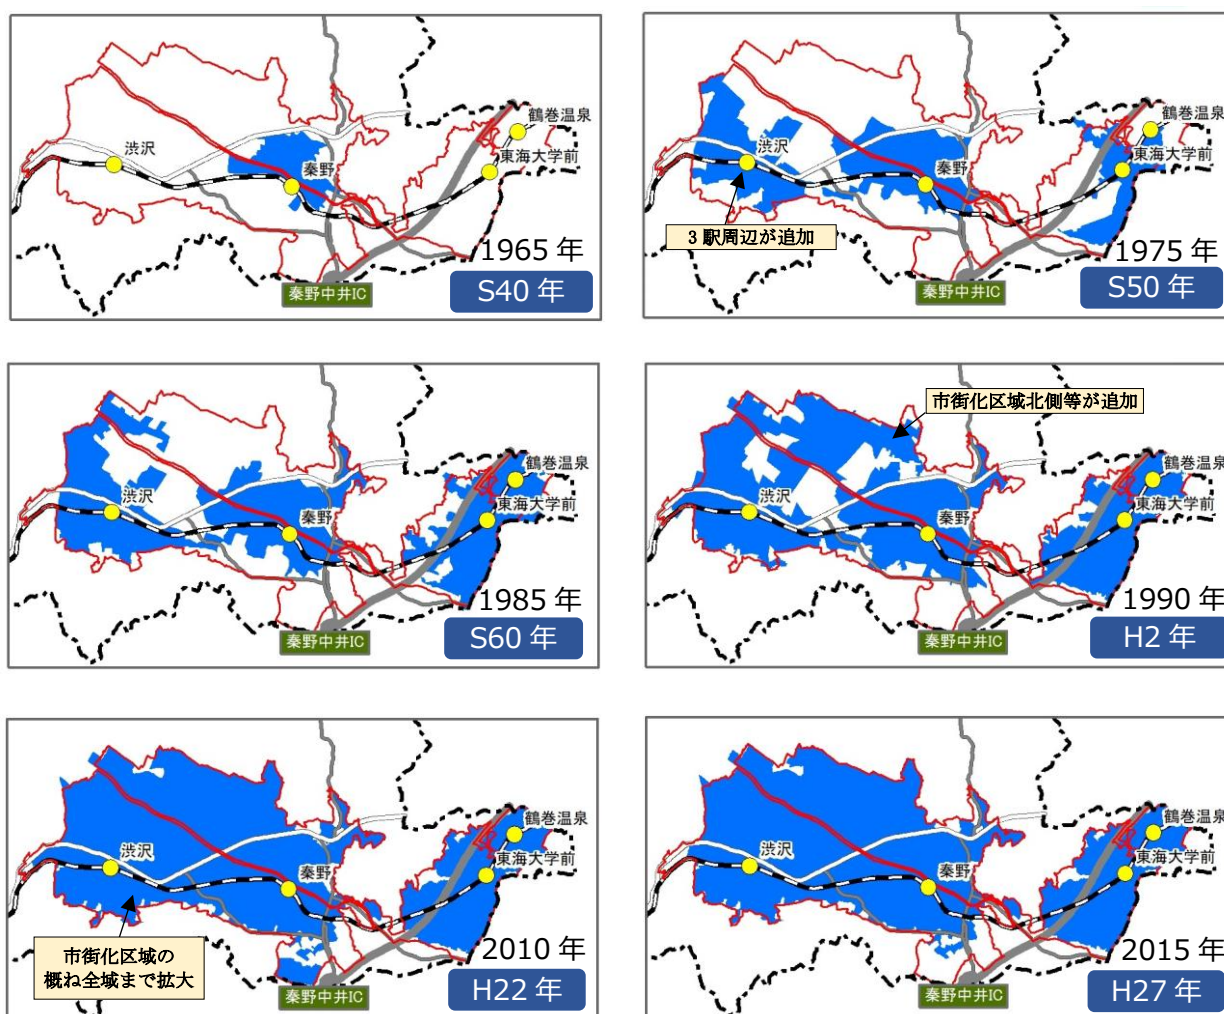 鶴巻温泉
東海大学前
渋沢
秦野
1965 年
S40 年
秦野中井IC
鶴巻温泉
東海大学前
渋沢
秦野
3 駅周辺が追加
1975 年
S50 年
秦野中井IC
鶴巻温泉
東海大学前
渋沢
秦野
1985 年
S60 年
秦野中井IC
市街化区域北側等が追加
鶴巻温泉
東海大学前
渋沢
秦野
1990 年
H2 年
秦野中井IC
鶴巻温泉
東海大学前
渋沢
秦野
市街化区域の
概ね全域まで拡大
2010 年
H22 年
秦野中井IC
鶴巻温泉
東海大学前
渋沢
秦野
2015 年
H27 年
秦野中井IC